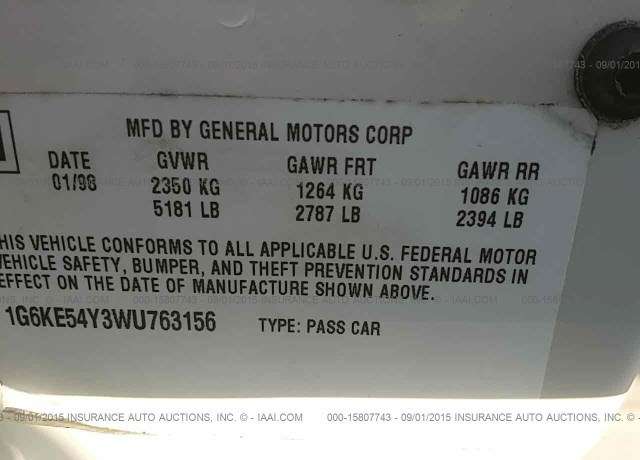 MFD BY GENERAL MOTORS CORP
DATE GVWR GAWR FRT GAWR RR
01/98 2350 KG 1264 KG 1086 KG
5181 LB 2787 LB 2394 LB
HIS VEHICLE CONFORMS TO ALL APPLICABLE U.S. FEDERAL MOTOR
VEHICLE SAFETY, BUMPER, AND THEFT PREVENTION STANDARDS IN
EFFECT ON THE DATE OF MANUFACTURE SHOWN ABOVE.
1G6KE54Y3WU763156 TYPE: PASS CAR
- 09/01/2015 INSURANCE AUTO AUCTIONS, INC. © - IAAI.COM 000-15807743 - 09/01/2015 INSURANCE AUTO AUCTIONS, INC. © - IAAI.COM